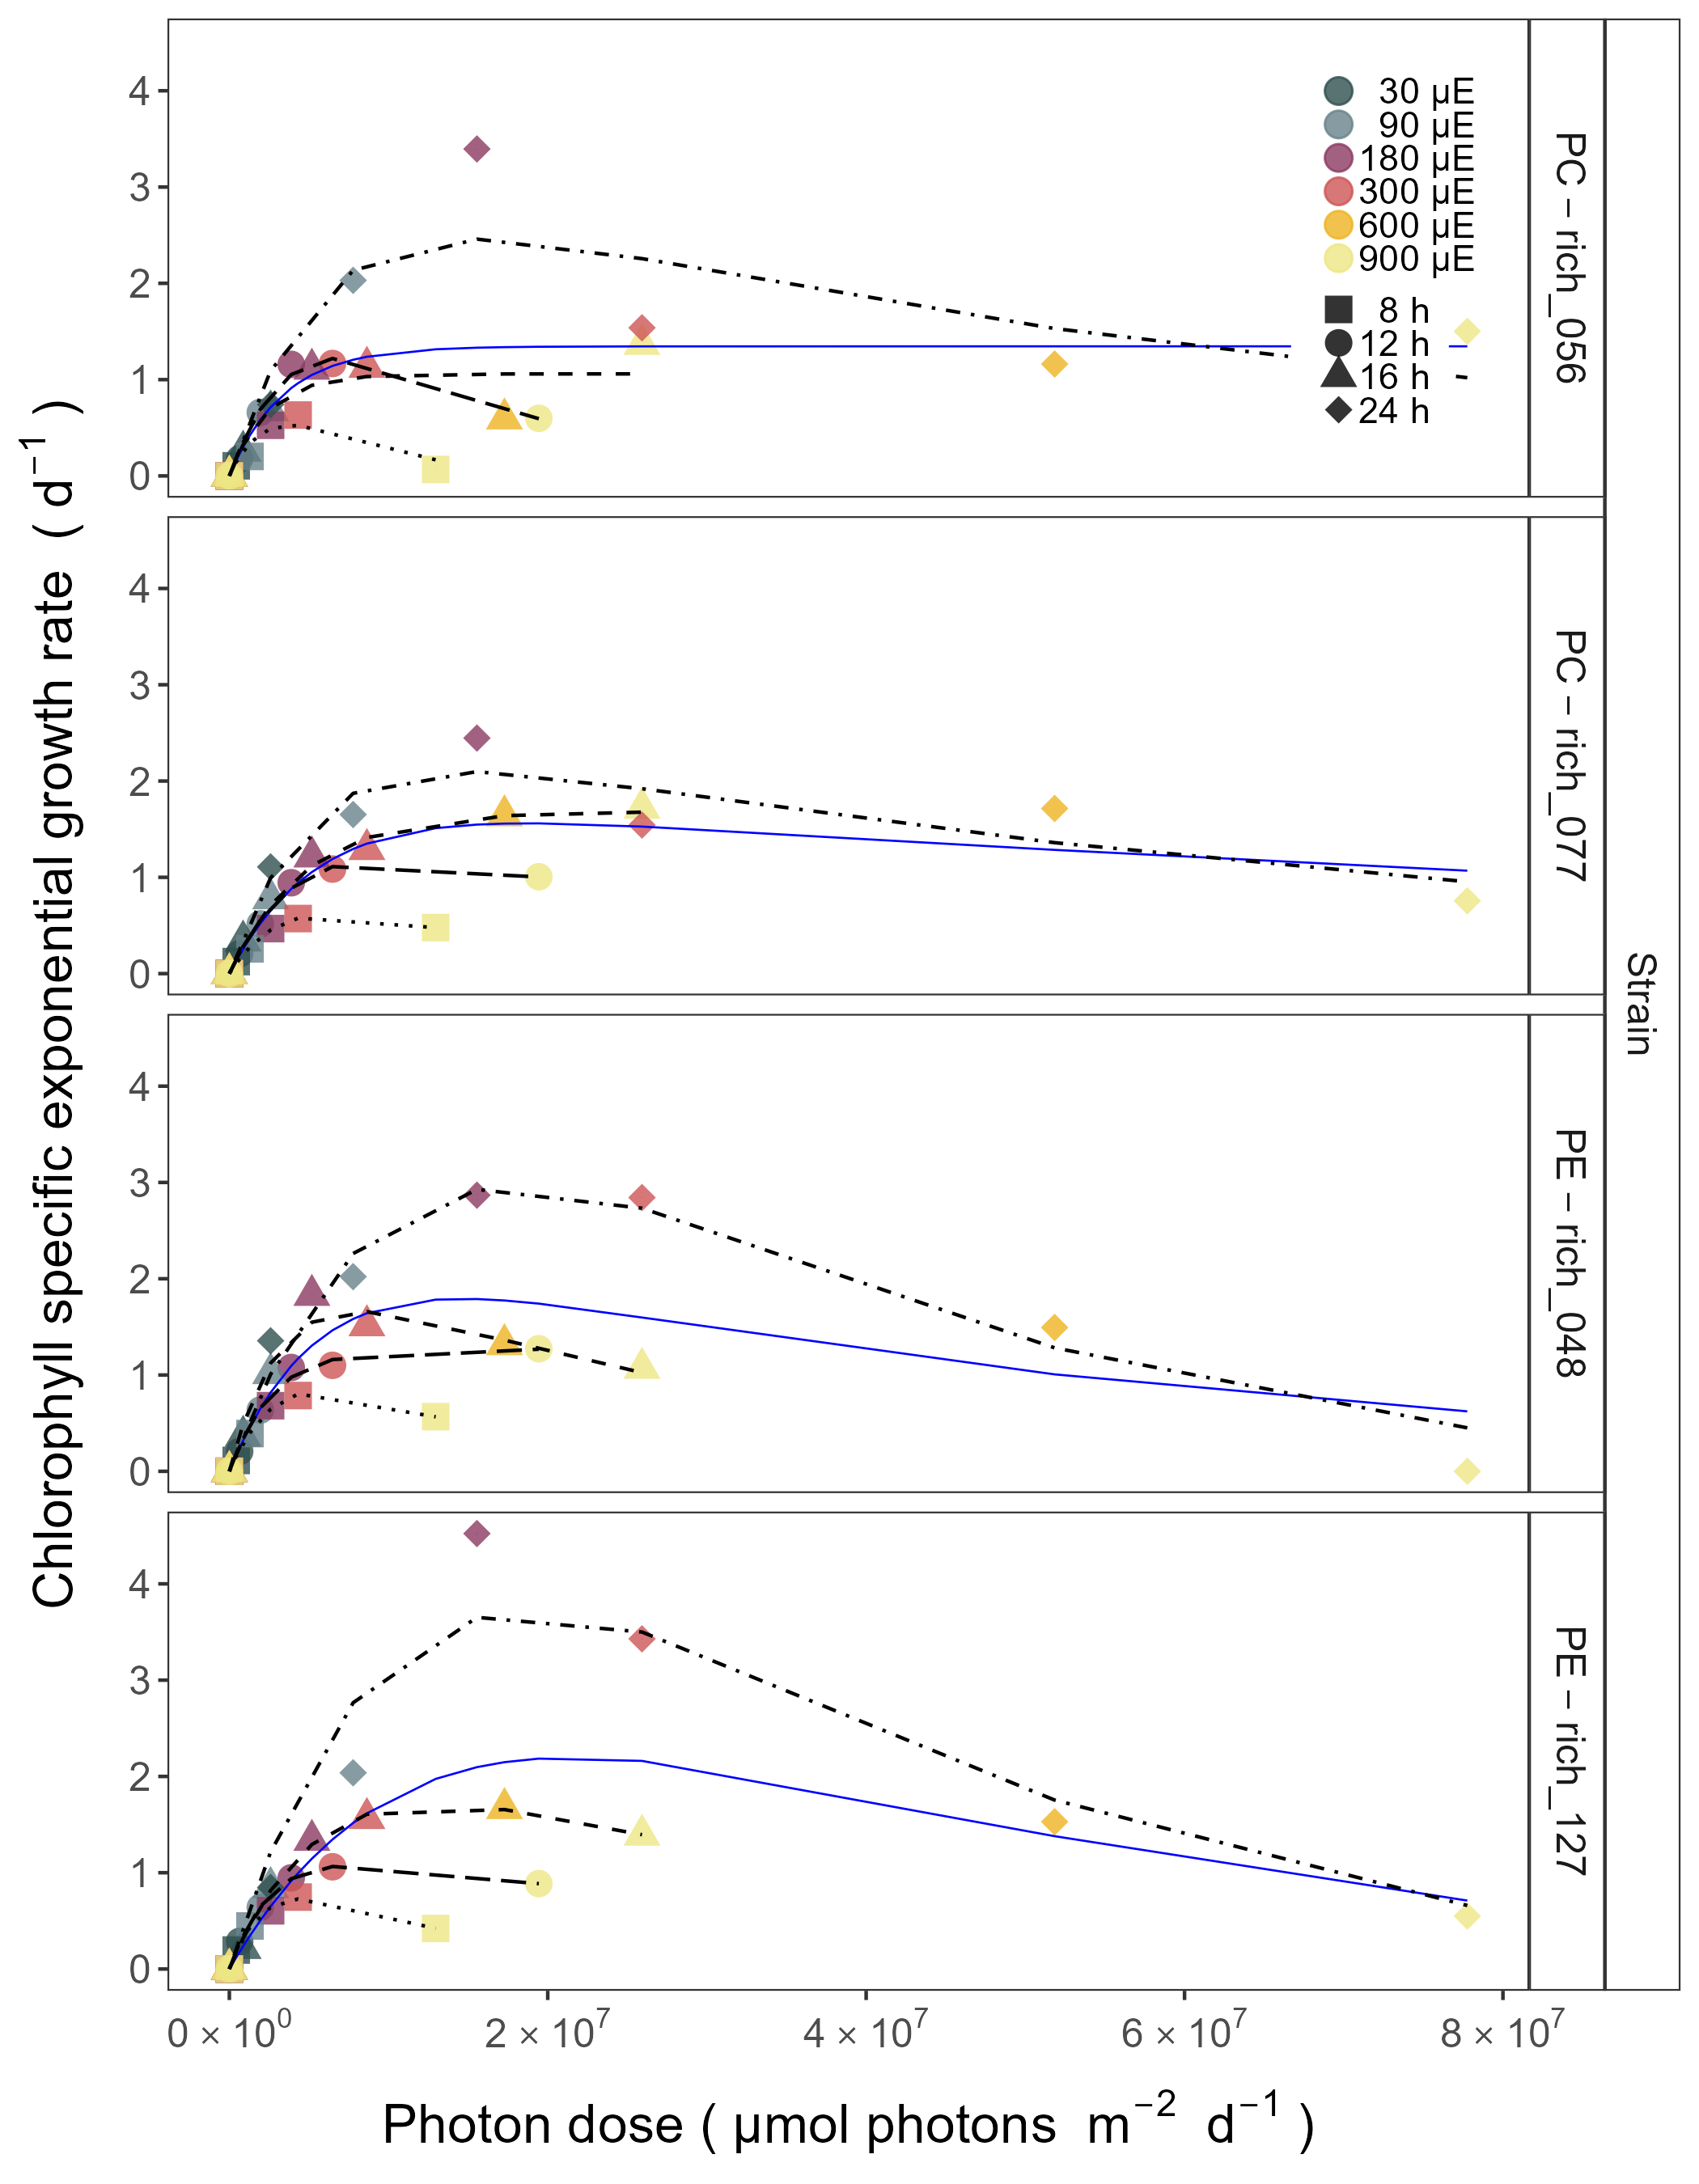 Chlorophyll specific exponential growth rate ( d⁻¹ )
4
3
2
1
0
30 µE
90 µE
180 µE
300 µE
600 µE
900 µE
8 h
12 h
16 h
24 h
PC − rich_056
4
3
2
1
0
PC − rich_077
4
3
2
1
0
PE − rich_048
4
3
2
1
0
PE − rich_127
Strain
0 × 10⁰
2 × 10⁷
4 × 10⁷
6 × 10⁷
8 × 10⁷
Photon dose ( µmol photons m⁻² d⁻¹ )